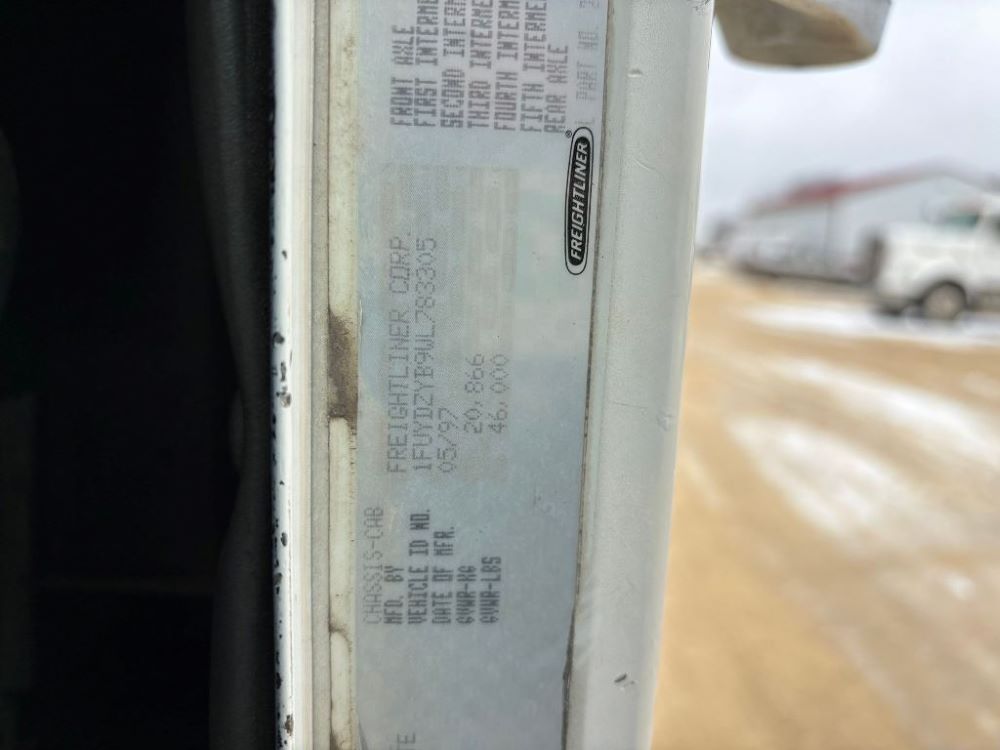 CHASSIS-CAB
MFD. BY FREIGHTLINER CORP.
VEHICLE ID NO. 1FUYDZYB9WL783305
DATE OF MFR. 05/97
GVWR-KG 20,866
GVWR-LBS 46,000
FRONT AXLE
FIRST INTERME
SECOND INTERM
THIRD INTERME
FOURTH INTERM
FIFTH INTERME
REAR AXLE
PART NO.
FREIGHTLINER®